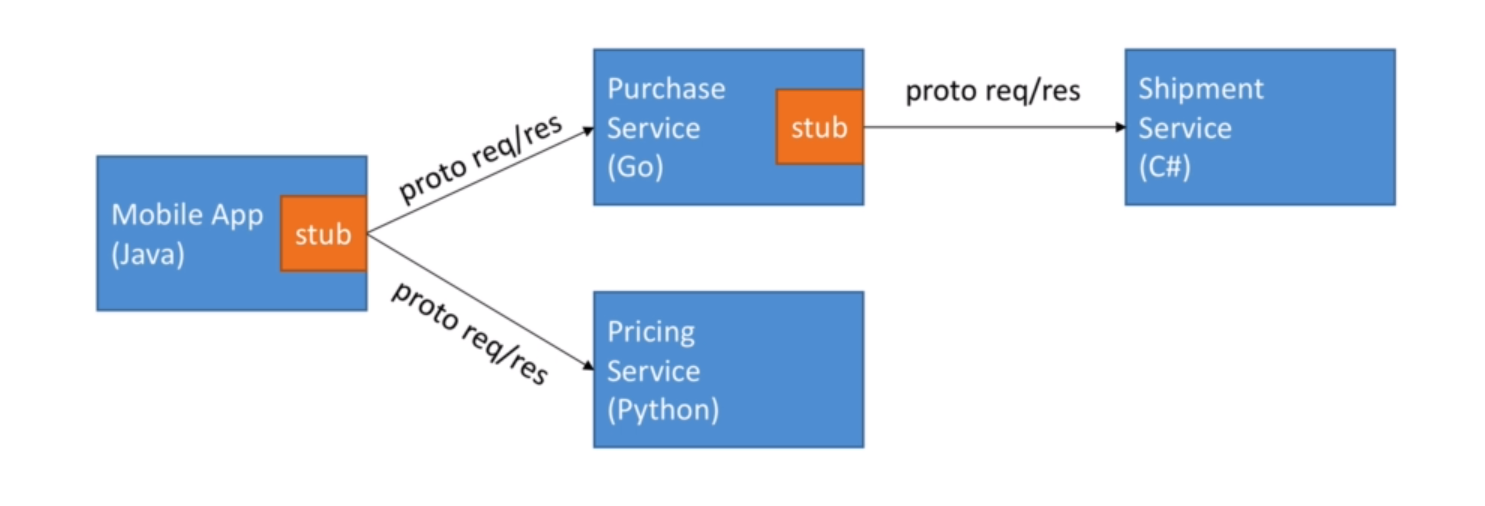 Mobile App
(Java)
stub
proto req/res
proto req/res
Purchase
Service
(Go)
stub
proto req/res
Shipment
Service
(C#)
Pricing
Service
(Python)